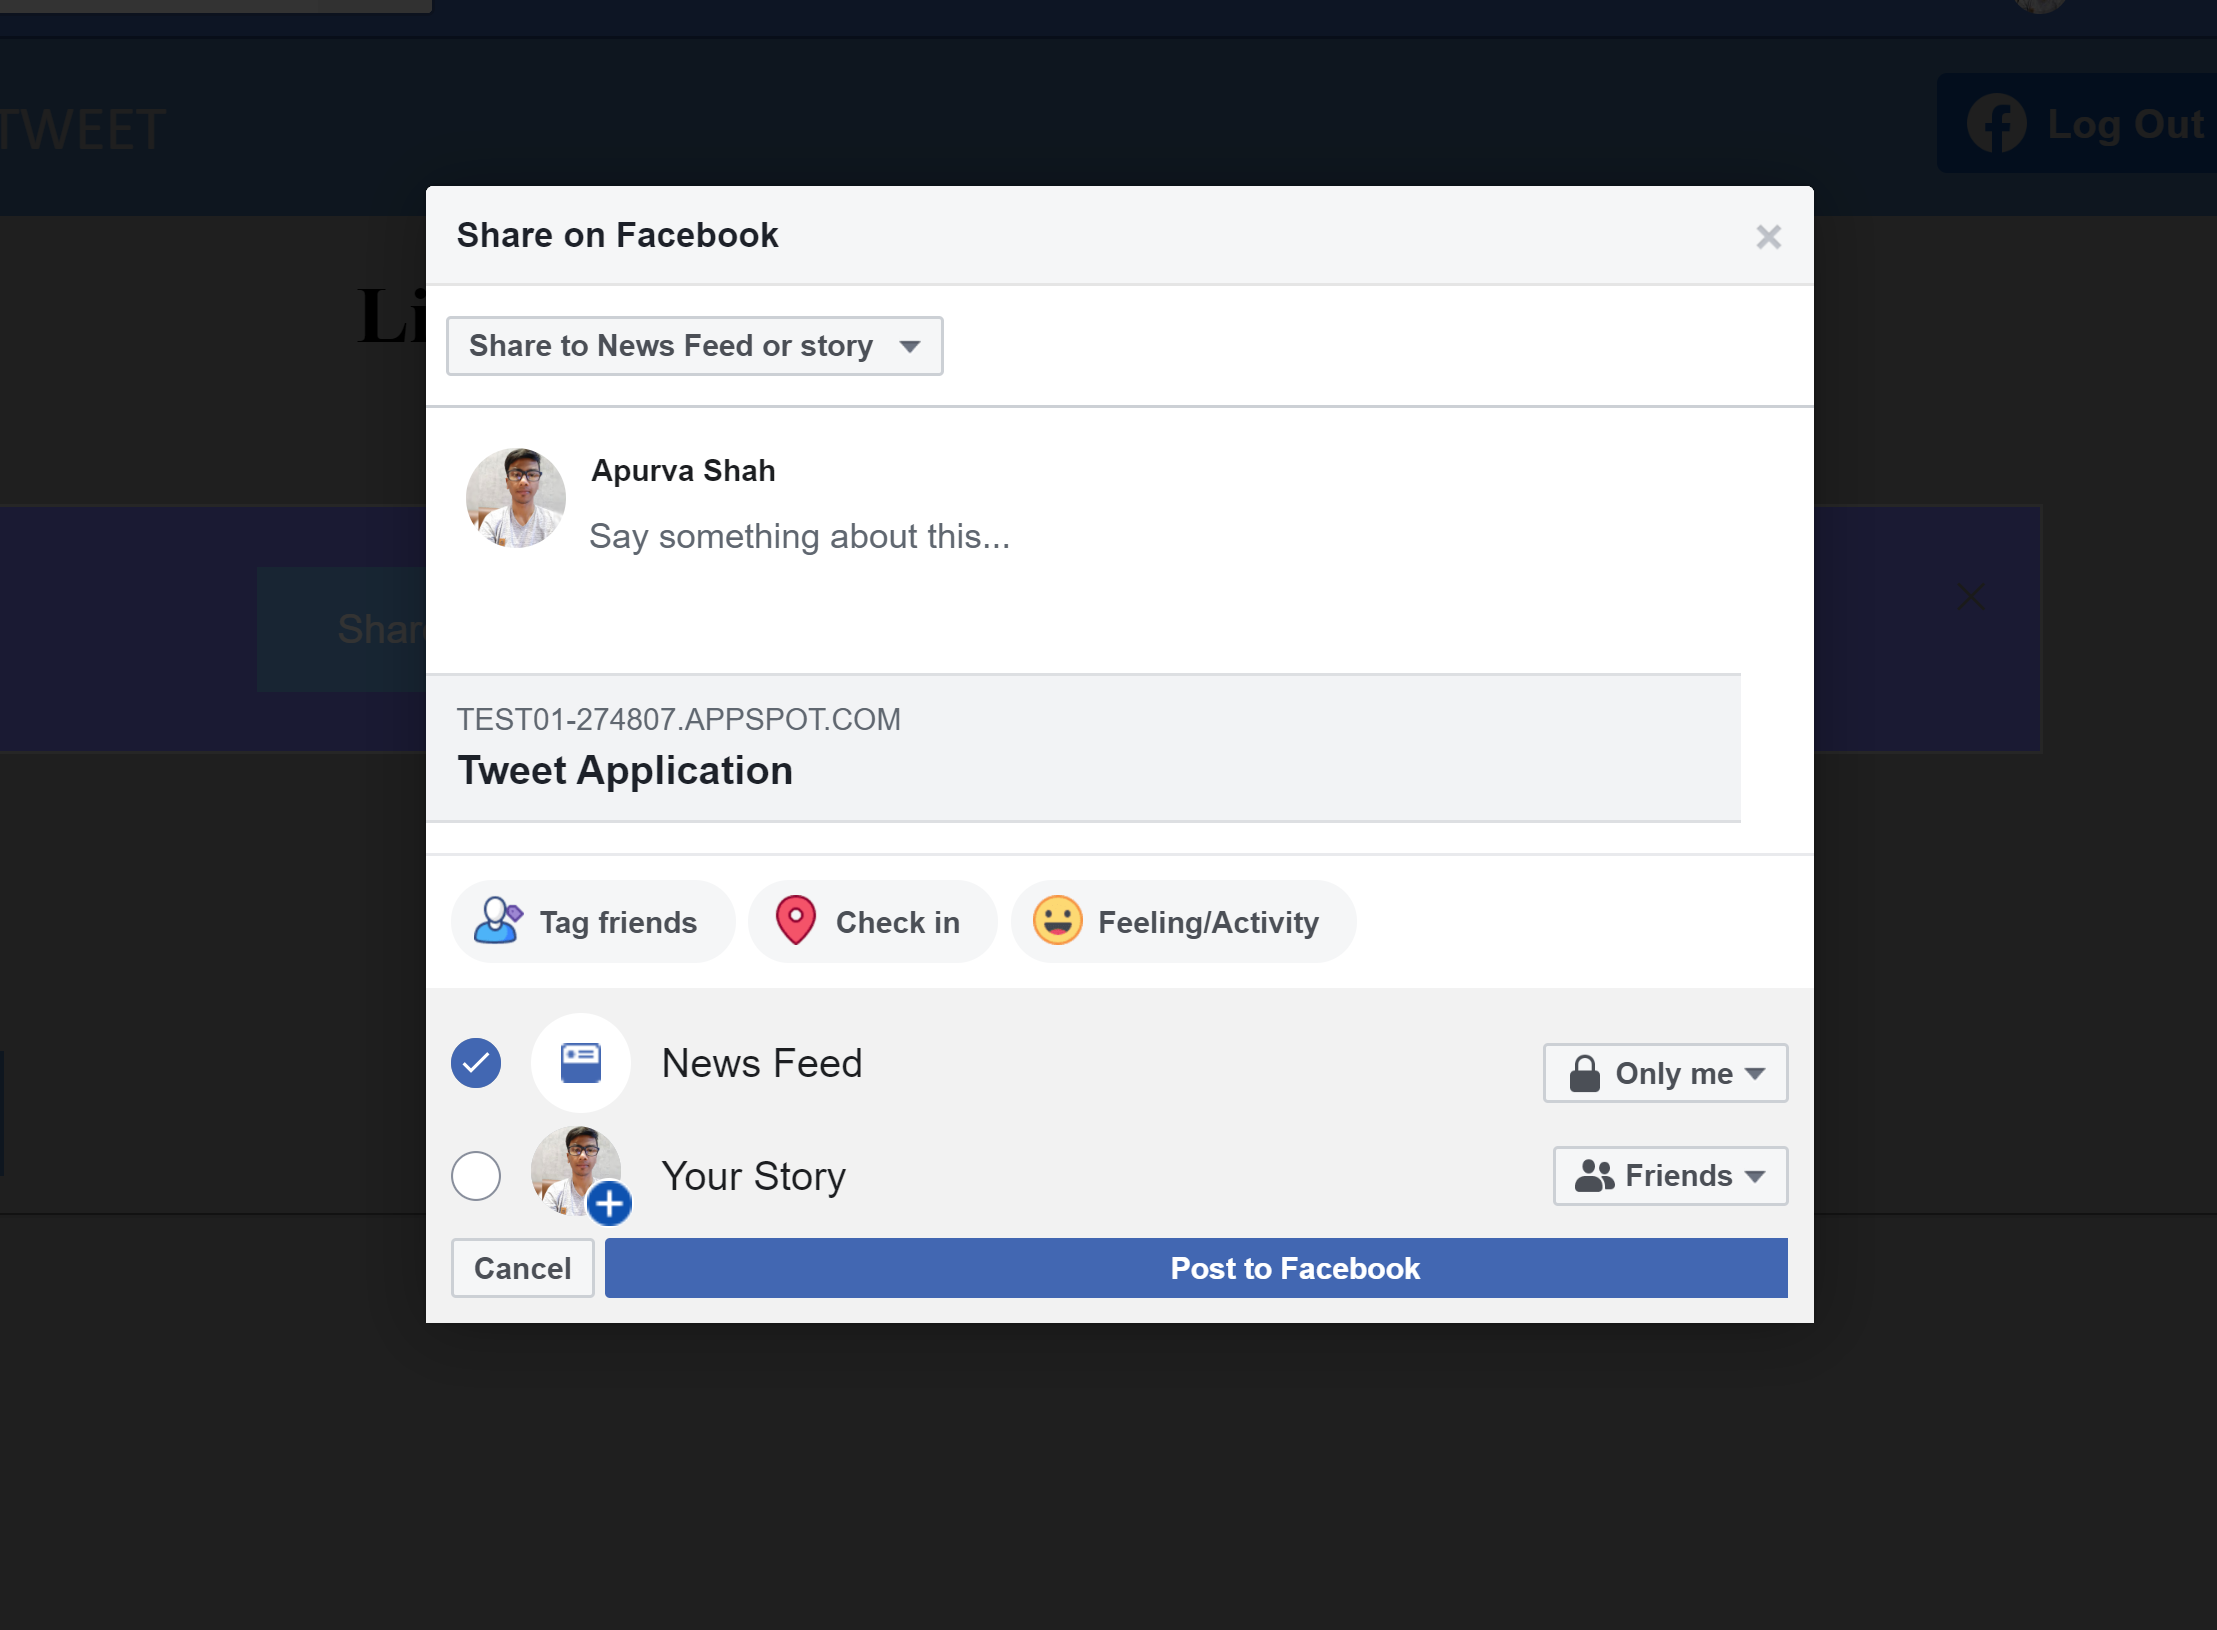 TWEET
Log Out
Share on Facebook
Li
Share to News Feed or story
Apurva Shah
Say something about this...
Shar
TEST01-274807.APPSPOT.COM
Tweet Application
Tag friends
Check in
Feeling/Activity
News Feed
Only me
Your Story
Friends
Cancel
Post to Facebook